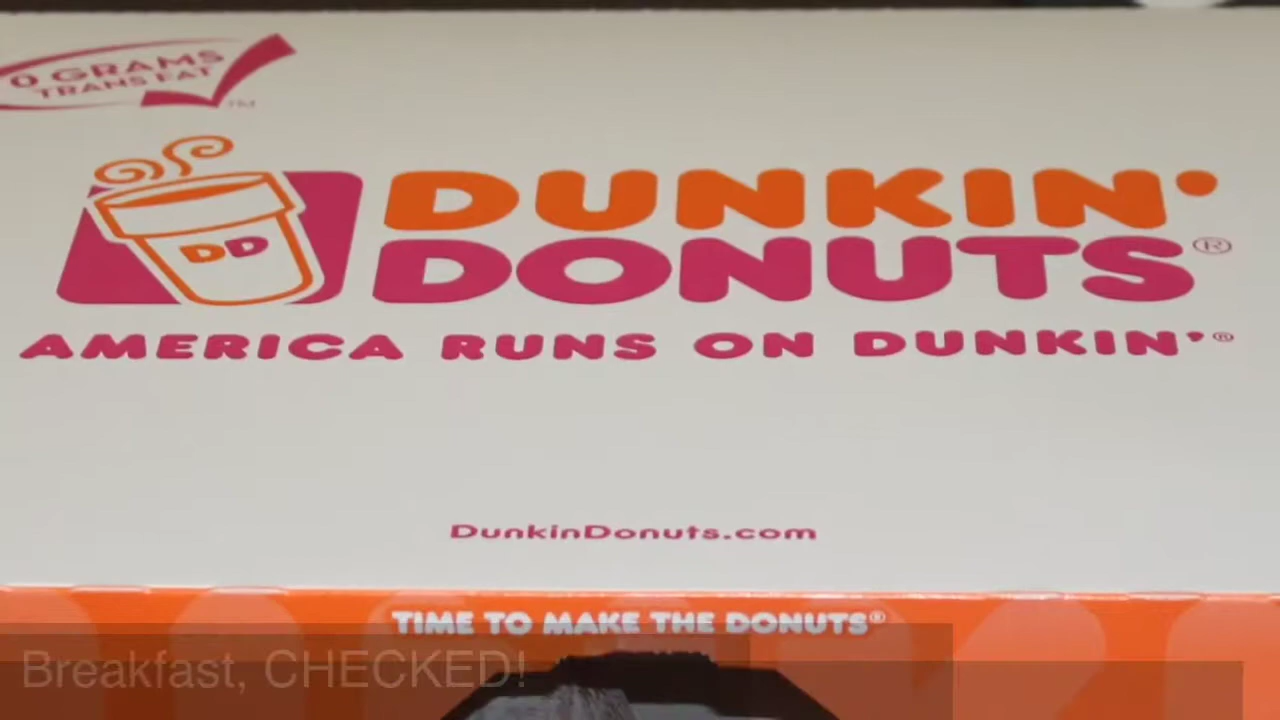 0 GRAMS
TRANS FAT
TM
DD
DUNKIN'
DONUTS®
AMERICA RUNS ON DUNKIN'®
DunkinDonuts.com
TIME TO MAKE THE DONUTS®
Breakfast, CHECKED!